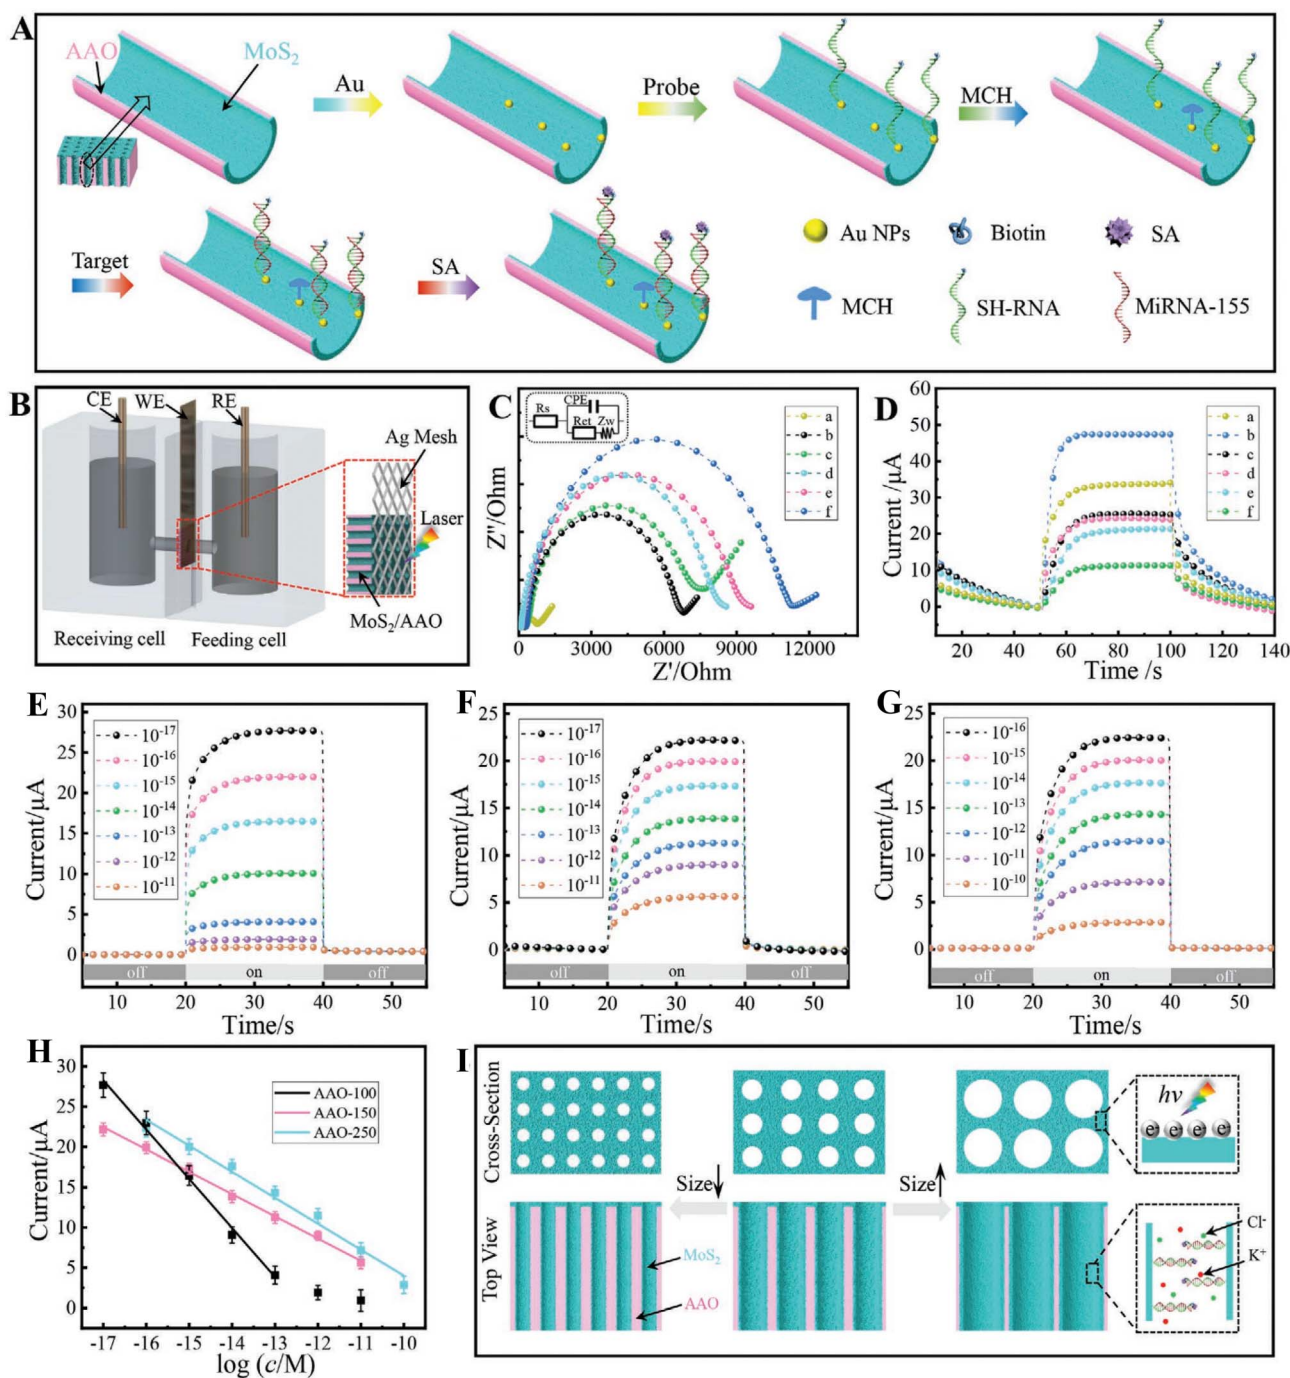 A
AAO
MoS₂
Au
Probe
MCH
Target
SA
Au NPs
Biotin
SA
MCH
SH-RNA
MiRNA-155
B
CE
WE
RE
Ag Mesh
Laser
MoS₂/AAO
Receiving cell
Feeding cell
C
CPE
Rs
Ret
Zw
a
b
c
d
e
f
Z''/Ohm
0
3000
6000
9000
12000
Z'/Ohm
D
60
50
40
30
20
10
0
Current /μA
a
b
c
d
e
f
20
40
60
80
100
120
140
Time /s
E
30
25
20
15
10
5
0
Current/μA
10⁻¹⁷
10⁻¹⁶
10⁻¹⁵
10⁻¹⁴
10⁻¹³
10⁻¹²
10⁻¹¹
off
on
off
10
20
30
40
50
Time/s
F
25
20
15
10
5
0
Current/μA
10⁻¹⁷
10⁻¹⁶
10⁻¹⁵
10⁻¹⁴
10⁻¹³
10⁻¹²
10⁻¹¹
off
on
off
10
20
30
40
50
Time/s
G
25
20
15
10
5
0
Current/μA
10⁻¹⁶
10⁻¹⁵
10⁻¹⁴
10⁻¹³
10⁻¹²
10⁻¹¹
10⁻¹⁰
off
on
off
10
20
30
40
50
Time/s
H
30
25
20
15
10
5
0
Current/μA
AAO-100
AAO-150
AAO-250
-17
-16
-15
-14
-13
-12
-11
-10
log (c/M)
I
Cross-Section
Top View
Size
Size
MoS₂
AAO
hν
e
e
e
e
Cl⁻
K⁺